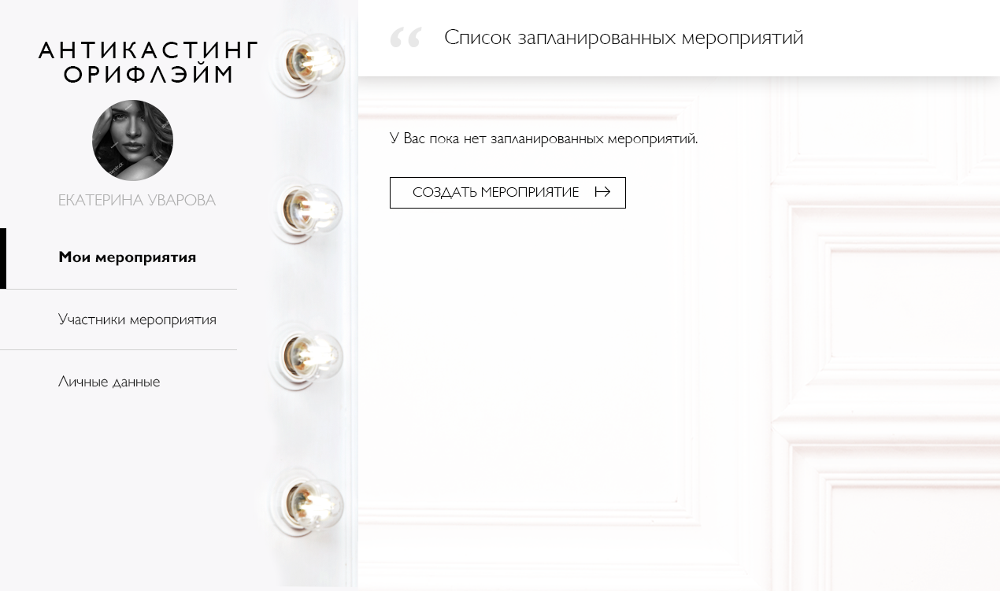 АНТИКАСТИНГ
ОРИФЛЭЙМ
ЕКАТЕРИНА УВАРОВА
Мои мероприятия
Участники мероприятия
Личные данные
“ Список запланированных мероприятий
У Вас пока нет запланированных мероприятий.
СОЗДАТЬ МЕРОПРИЯТИЕ ↦